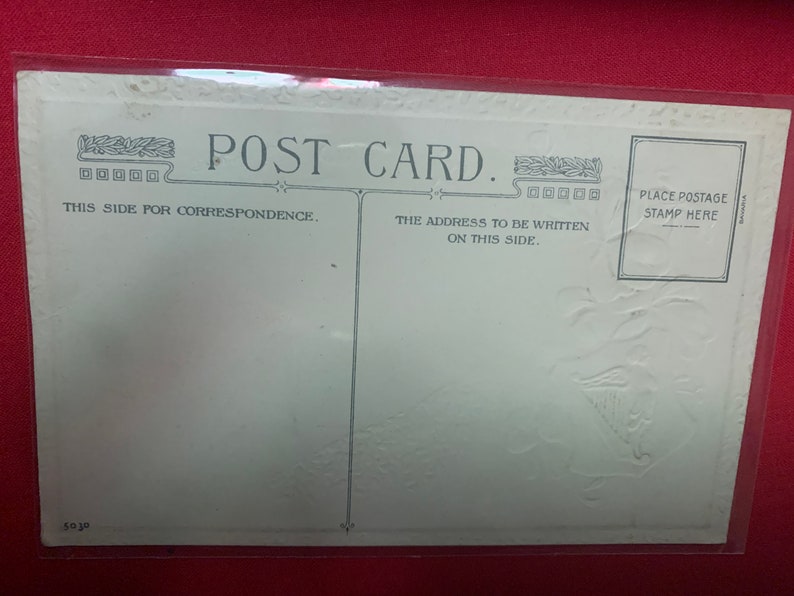 POST CARD.
THIS SIDE FOR CORRESPONDENCE.
THE ADDRESS TO BE WRITTEN
ON THIS SIDE.
PLACE POSTAGE
STAMP HERE
BAVARIA
5030